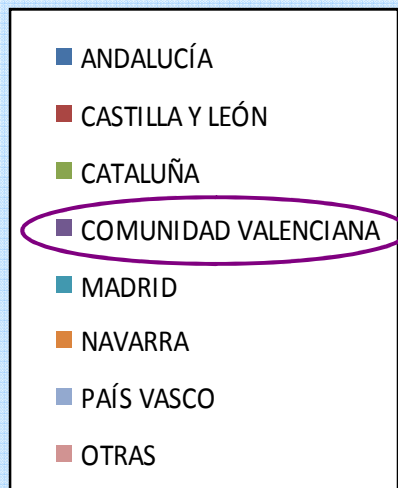 ANDALUCÍA
CASTILLA Y LEÓN
CATALUÑA
COMUNIDAD VALENCIANA
MADRID
NAVARRA
PAÍS VASCO
OTRAS